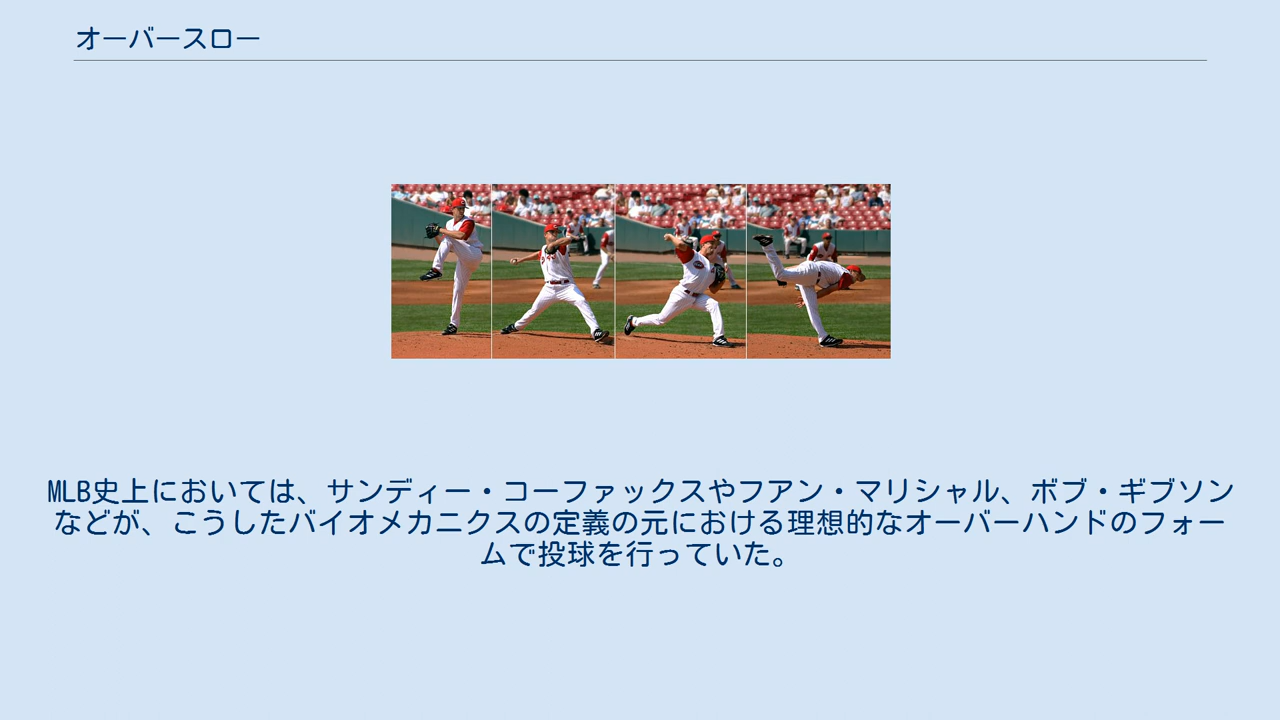 オーバースロー
MLB史上においては、サンディー・コーファックスやフアン・マリシャル、ボブ・ギブソン
などが、こうしたバイオメカニクスの定義の元における理想的なオーバーハンドのフォー
ムで投球を行っていた。